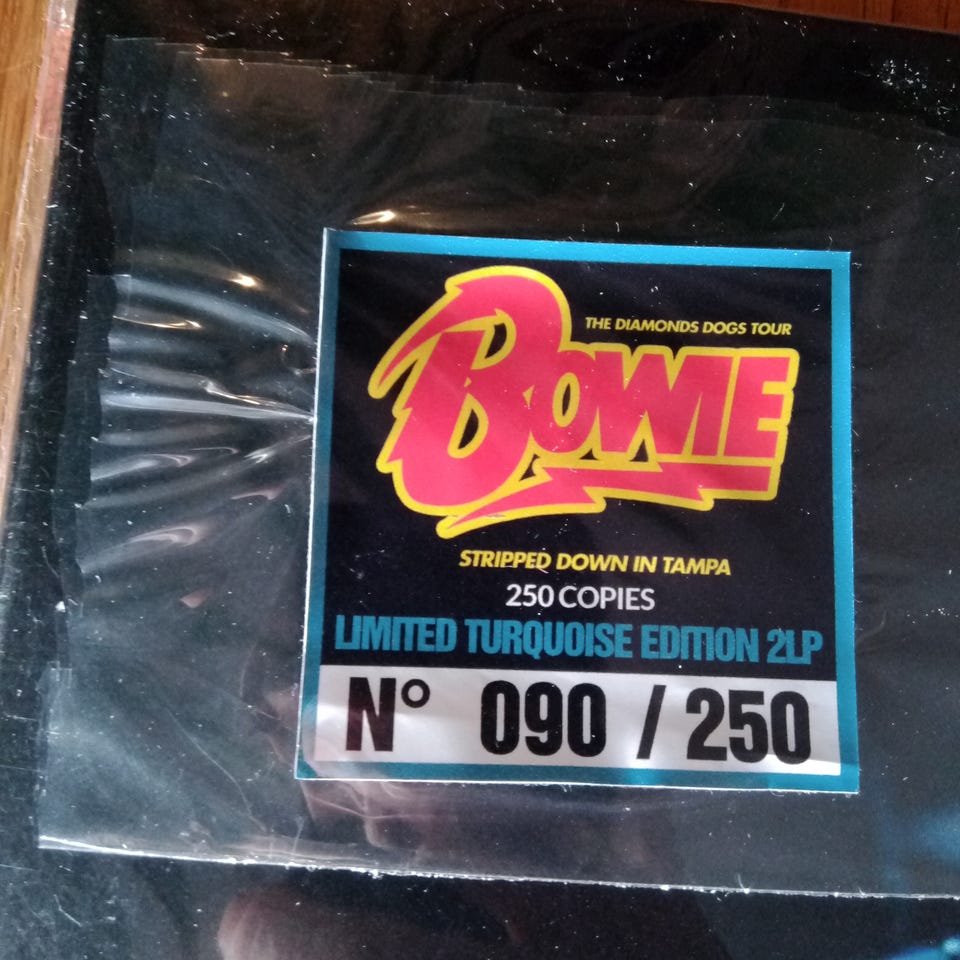 THE DIAMONDS DOGS TOUR
BOWIE
STRIPPED DOWN IN TAMPA
250 COPIES
LIMITED TURQUOISE EDITION 2LP
N° 090 / 250